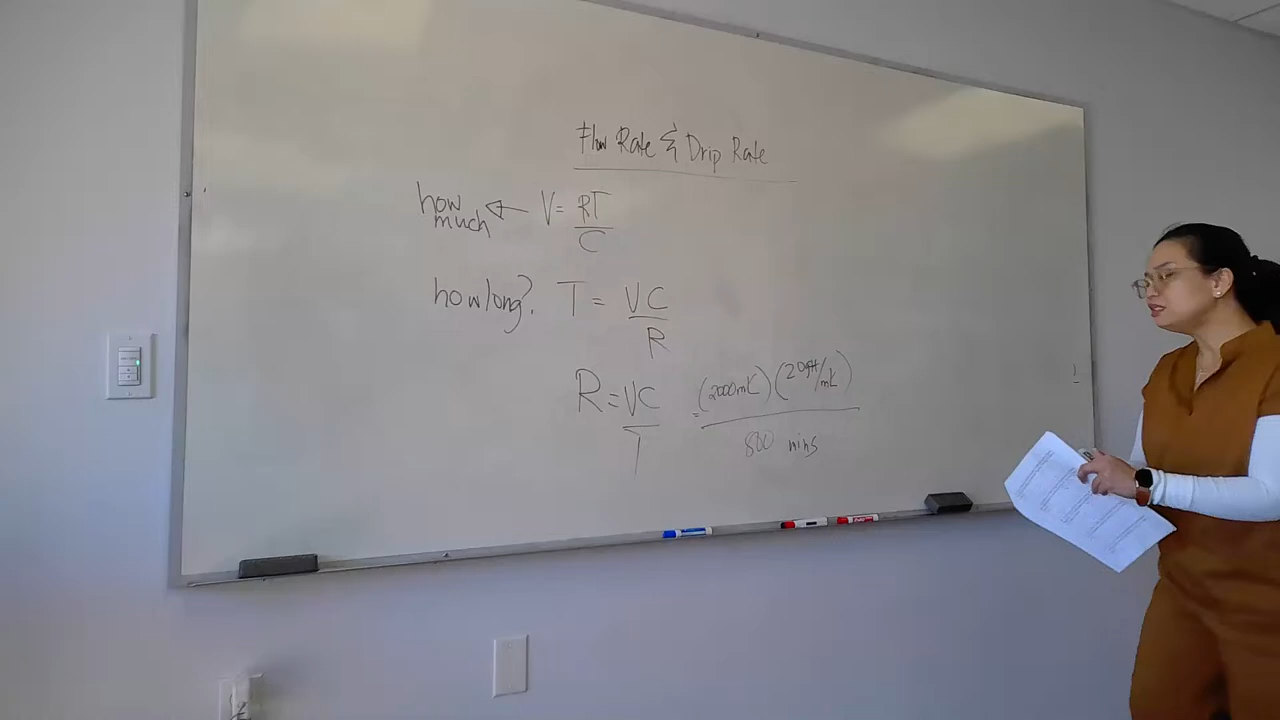 Flow Rate & Drip Rate
how much ← V = RT/C
how long? T = VC/R
R = VC/T = (2000mL)(20gtt/mL)/800 mins